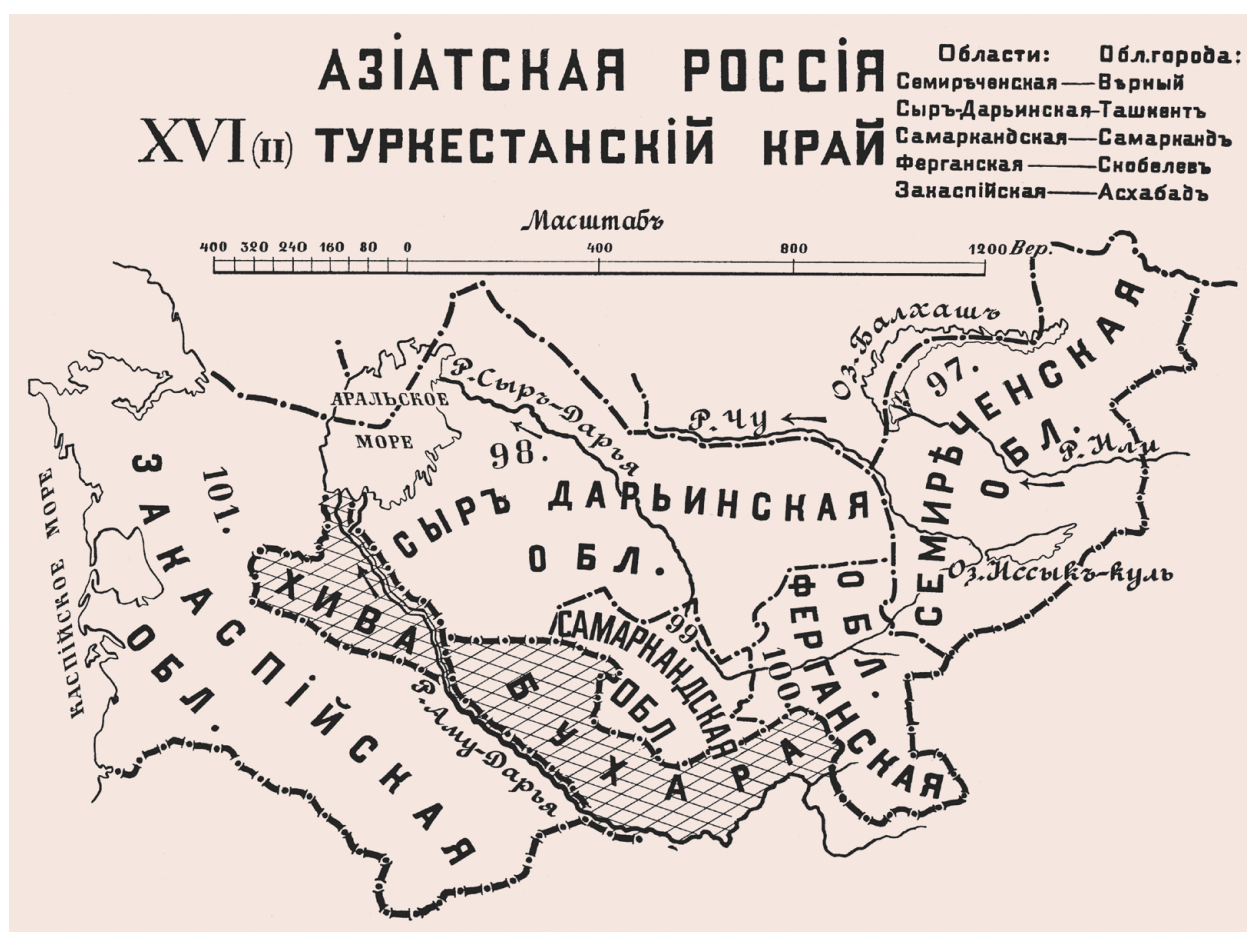 АЗІАТСКАЯ РОССІЯ
XVI (II) ТУРКЕСТАНСКІЙ КРАЙ
Области: Обл.города:
Семирѣченская — Вѣрный
Сыръ-Дарьинская – Ташкентъ
Самаркандская — Самаркандъ
Ферганская — Скобелевъ
Закаспійская — Асхабадъ
Масштабъ
400 320 240 160 80 0 400 800 1200 Вер.
Оз. Балхашъ
97.
СЕМИРѢЧЕНСКАЯ
ОБЛ.
Р. Или
Р. Сыръ-Дарья
АРАЛЬСКОЕ
МОРЕ
Р. Чу
98.
СЫРЪ ДАРЬИНСКАЯ
ОБЛ.
Оз. Иссыкъ-куль
КАСПІЙСКОЕ МОРЕ
101.
ЗАКАСПІЙСКАЯ
ОБЛ.
ХИВА
Р. Аму-Дарья
БУХАРА
99
САМАРКАНДСКАЯ
ОБЛ
100.
ФЕРГАНСКАЯ
ОБЛ.